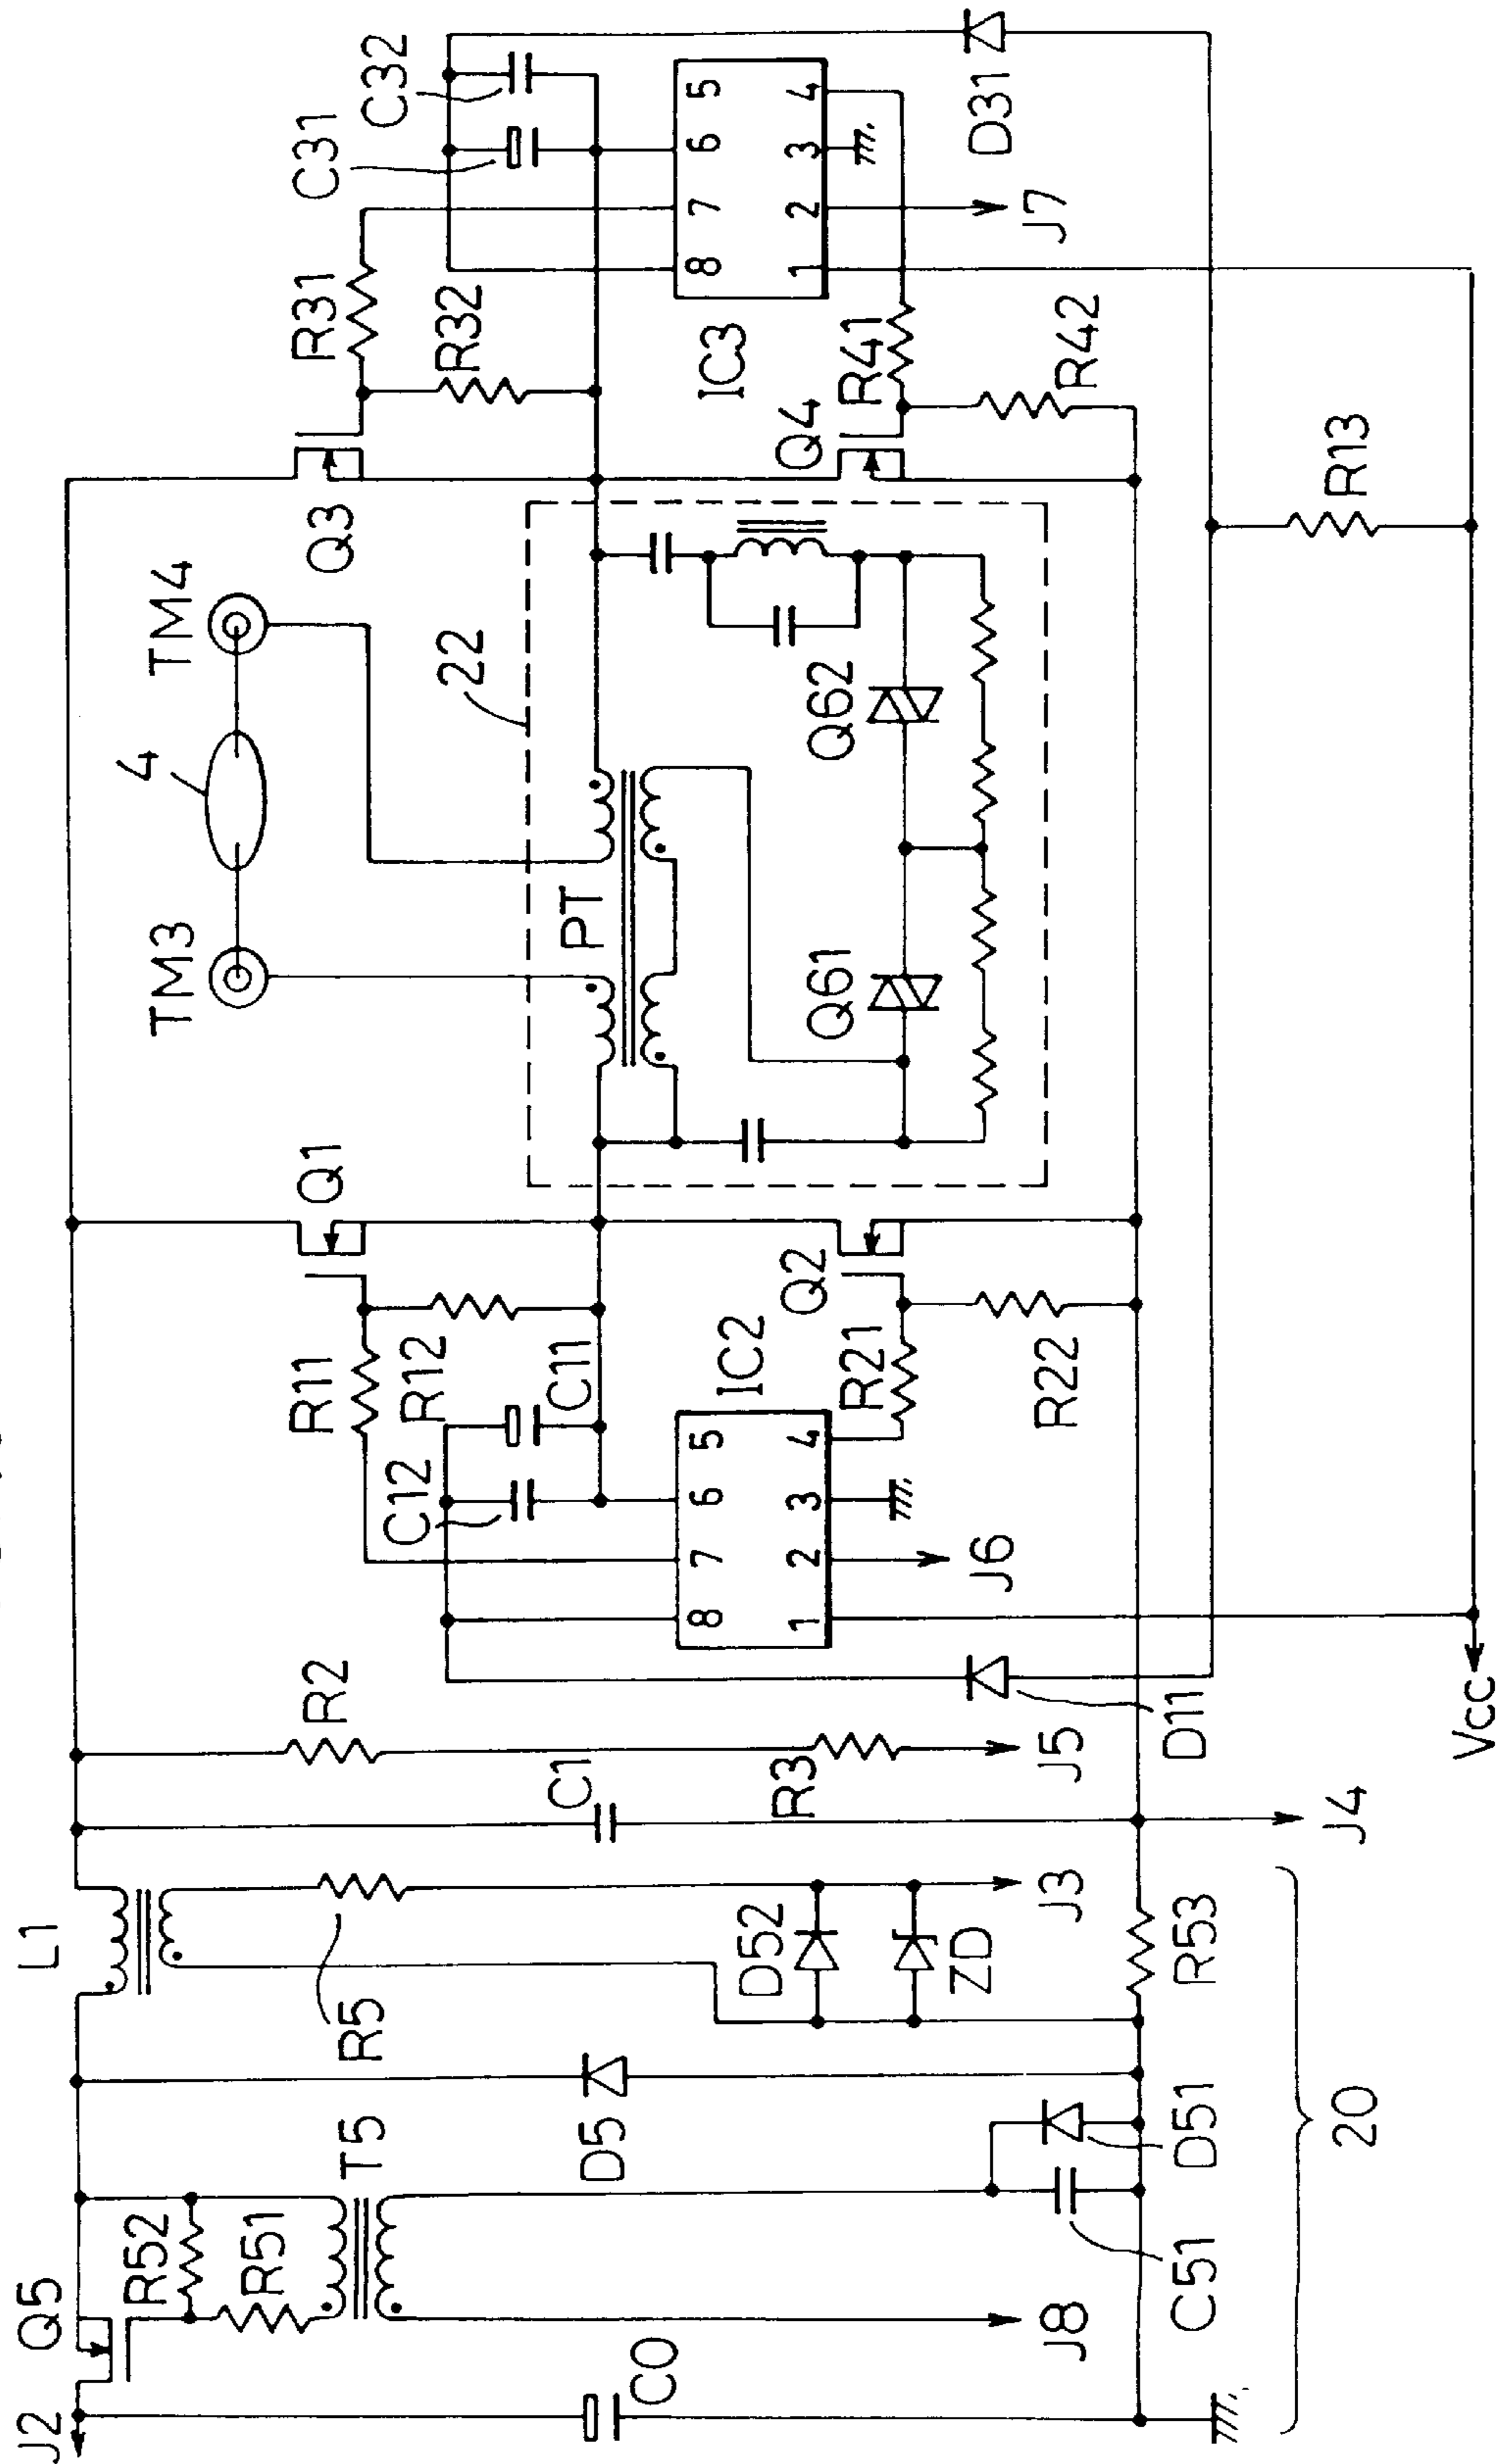 J2
Q5
L1
R52
TM3
4
TM4
R51
T5
R5
R2
R11
Q1
Q3
R31
C31
C32
C12
R12
22
R32
C0
D5
C1
C11
PT
8 7 6 5
8 7 6 5
IC2
IC3
D52
R3
Q2
Q61
Q62
Q4
1 2 3 4
1 2 3 4
R21
R41
ZD
J6
D31
J8
J3
J5
R22
J7
R42
C51
D51
R53
D11
J4
R13
20
Vcc